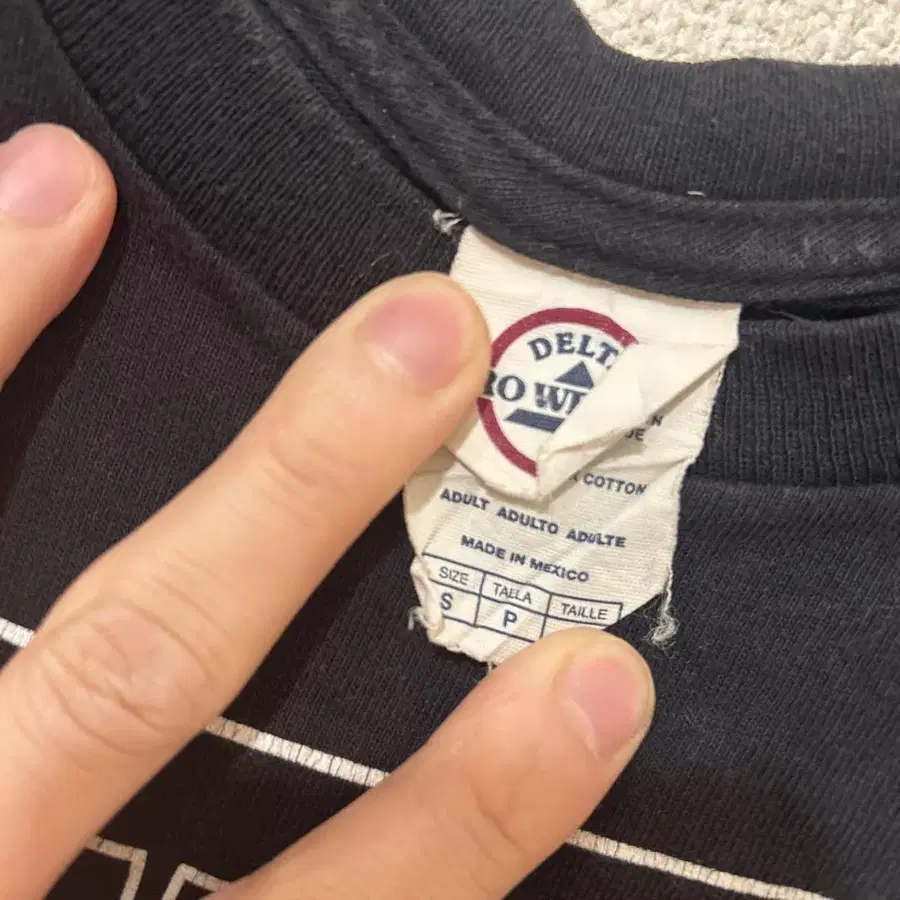 DELT
RO WE
COTTON
ADULT ADULTO ADULTE
MADE IN MEXICO
SIZE TALLA TAILLE
S P